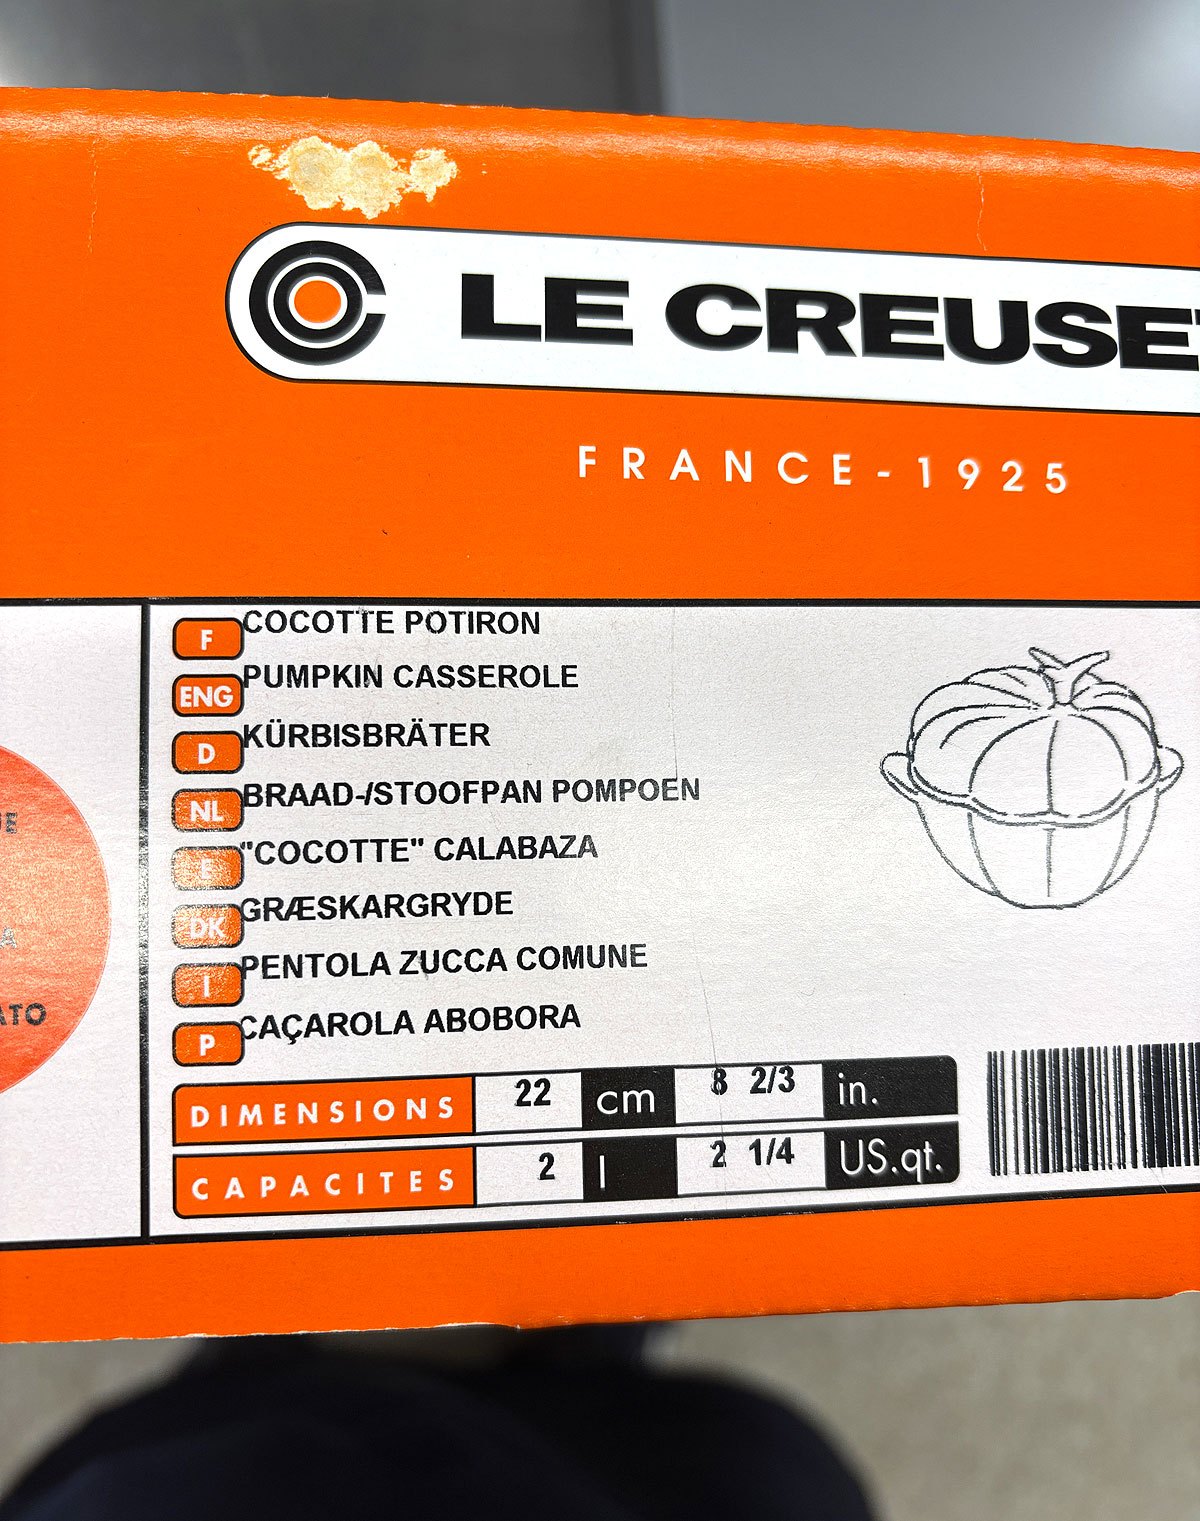 LE CREUSET
FRANCE-1925
F COCOTTE POTIRON
ENG PUMPKIN CASSEROLE
D KÜRBISBRÄTER
NL BRAAD-/STOOFPAN POMPOEN
E "COCOTTE" CALABAZA
DK GRÆSKARGRYDE
I PENTOLA ZUCCA COMUNE
P CAÇAROLA ABOBORA
DIMENSIONS 22 cm 8 2/3 in.
CAPACITES 2 l 2 1/4 US.qt.